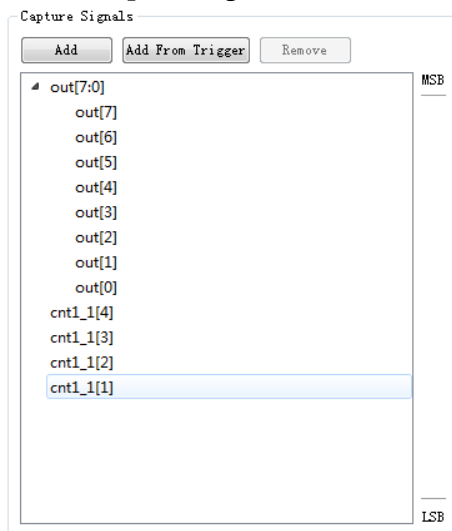 Capture Signals
Add Add From Trigger Remove
MSB
out[7:0]
out[7]
out[6]
out[5]
out[4]
out[3]
out[2]
out[1]
out[0]
cnt1_1[4]
cnt1_1[3]
cnt1_1[2]
cnt1_1[1]
LSB